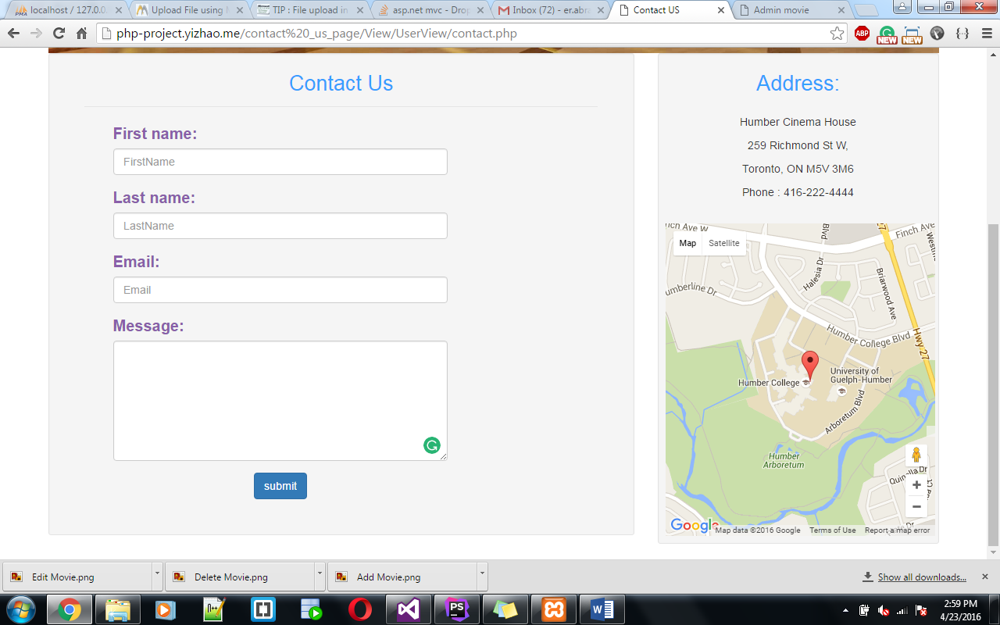 localhost / 127.0.0.
Upload File using M
TIP : File upload in
asp.net mvc - Drop
Inbox (72) - er.abra
Contact US
Admin movie
php-project.yizhao.me/contact%20_us_page/View/UserView/contact.php
ABP
NEW
NEW
Contact Us
First name:
FirstName
Last name:
LastName
Email:
Email
Message:
submit
Address:
Humber Cinema House
259 Richmond St W,
Toronto, ON M5V 3M6
Phone : 416-222-4444
Map
Satellite
Finch Ave W
Blvd
27
Finch Ave
Westm
Halesia Dr
Briarwood Ave
umberline Dr
Humber College Blvd
Hwy 27
Humber College
University of
Guelph-Humber
Arboretum Blvd
Humber
Arboretum
Quinella Dr
Google
Map data ©2016 Google
Terms of Use
Report a map error
Edit Movie.png
Delete Movie.png
Add Movie.png
Show all downloads...
PS
2:59 PM
4/23/2016